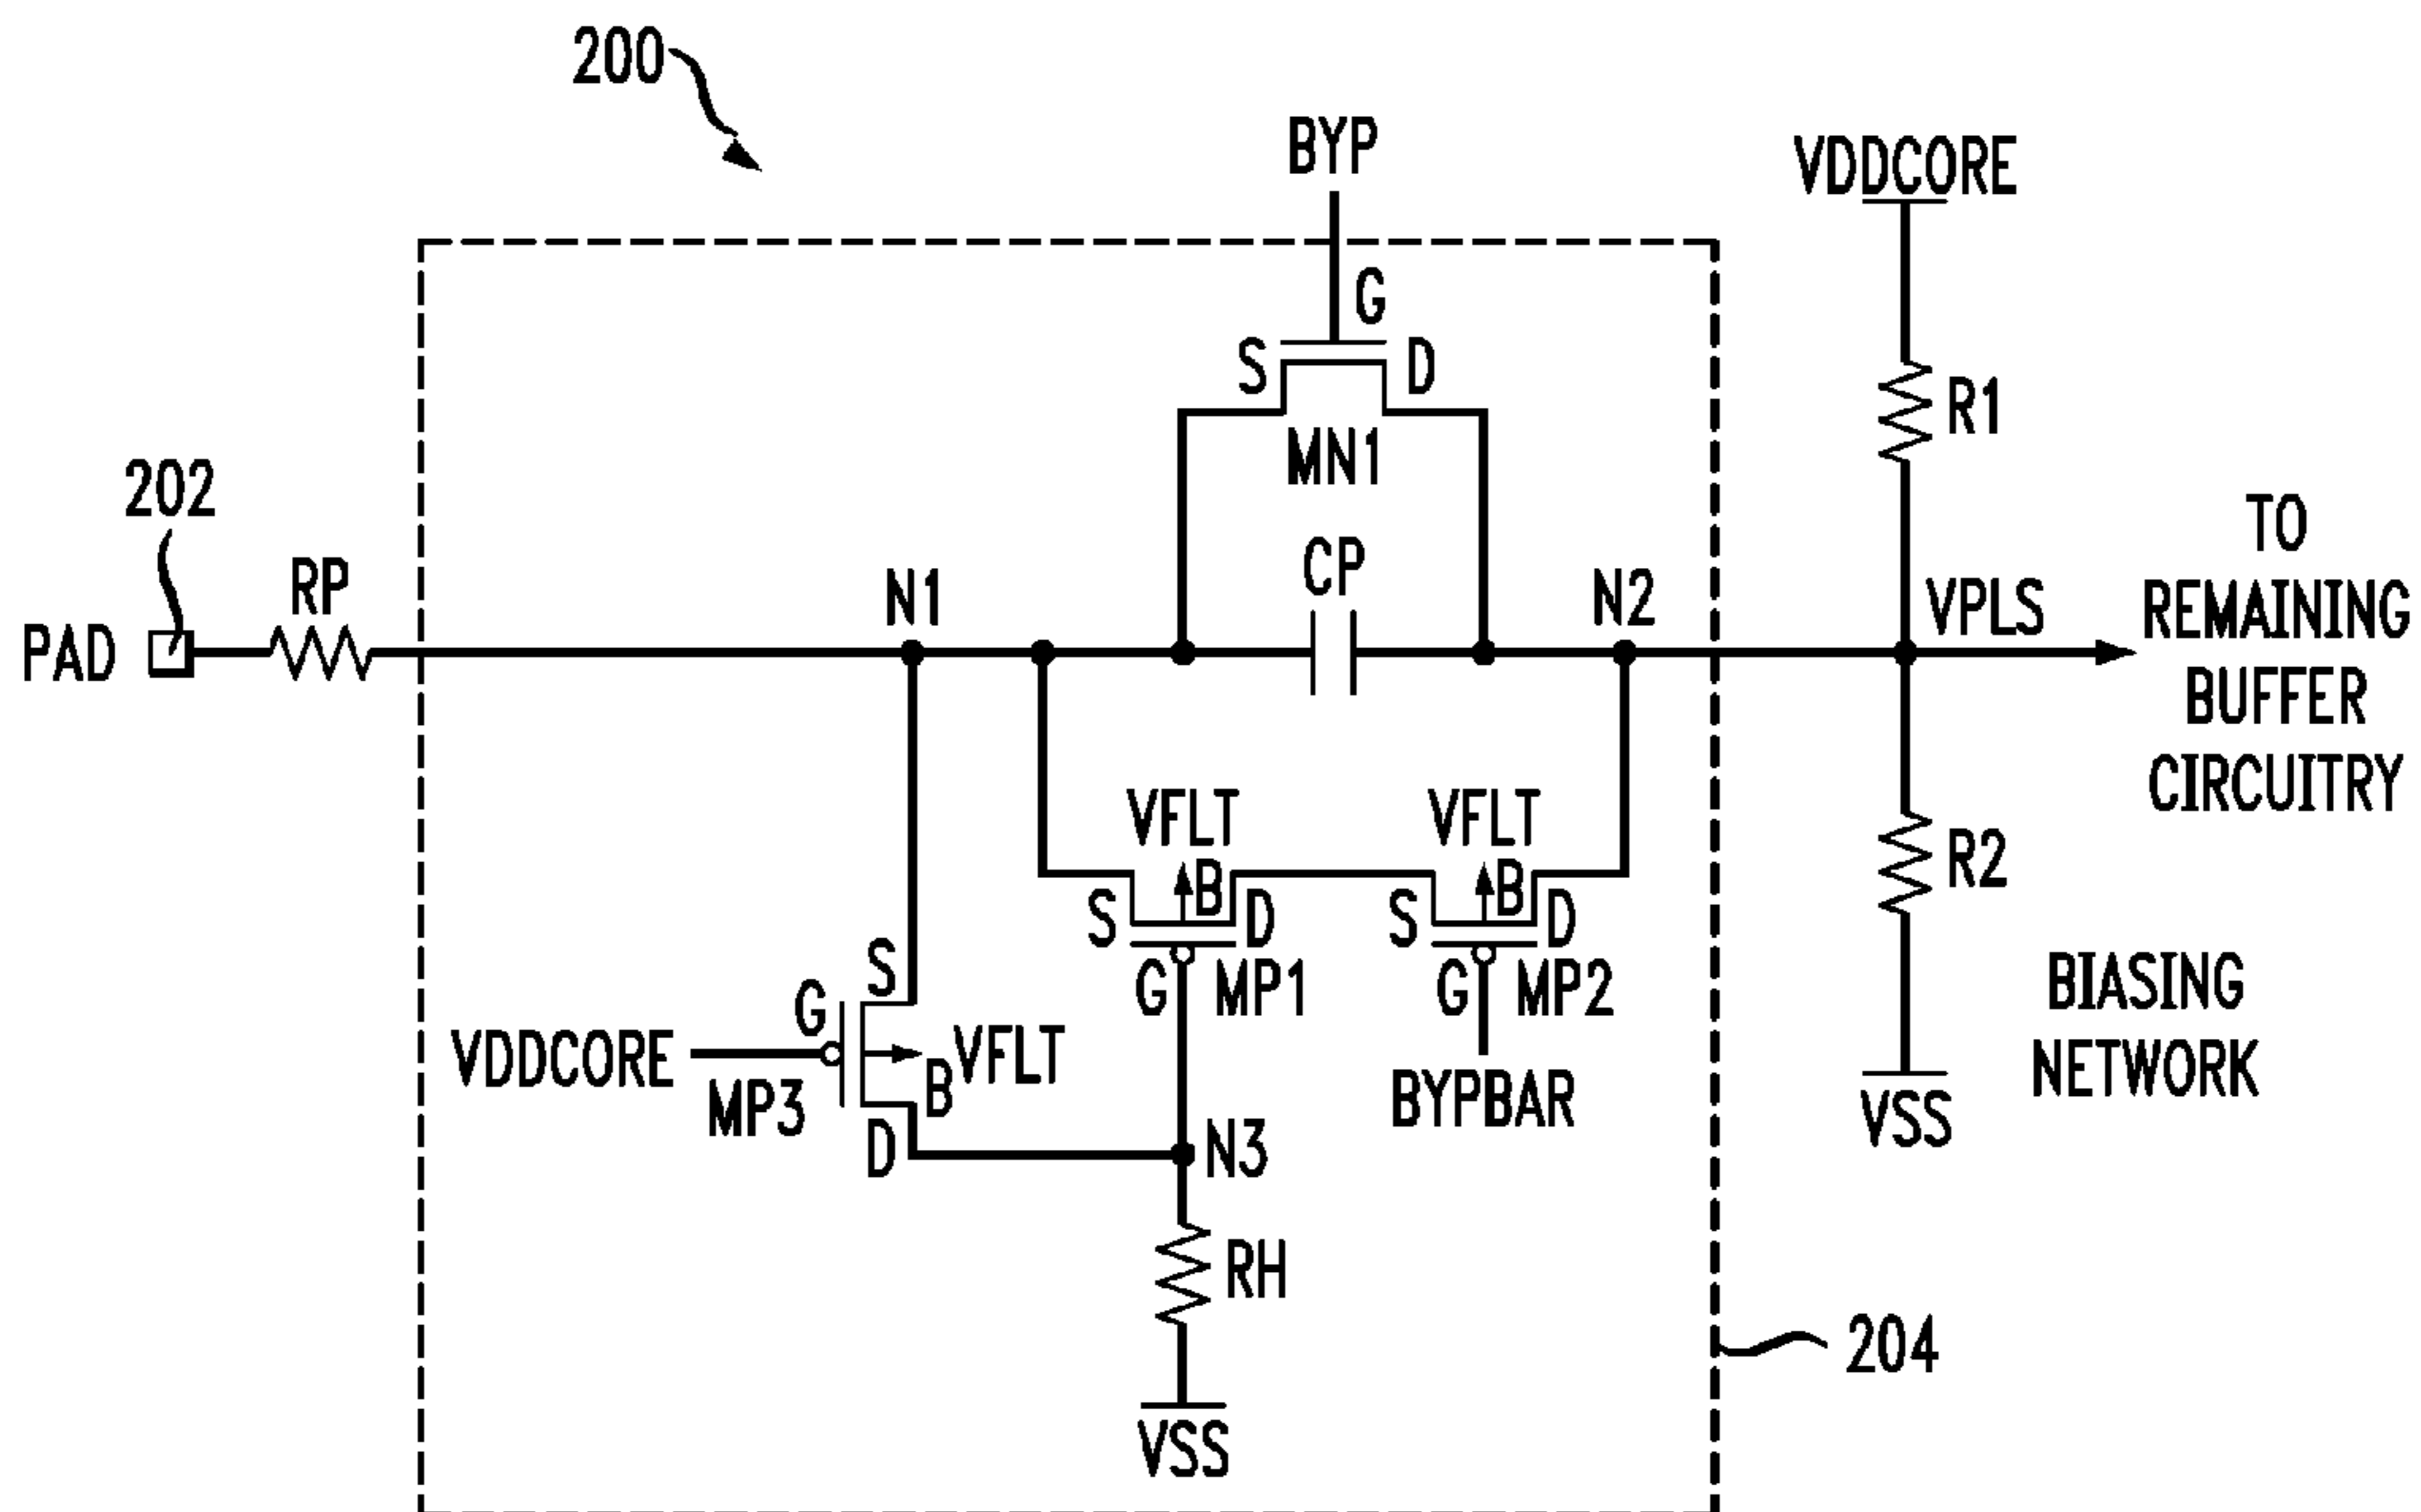 200
BYP
VDDCORE
G
S
D
R1
MN1
202
TO
REMAINING
BUFFER
CIRCUITRY
CP
RP
N1
N2
VPLS
PAD
VFLT
VFLT
B
B
S
D
S
D
R2
G
MP1
G
MP2
S
G
BIASING
NETWORK
VDDCORE
VFLT
B
MP3
BYPBAR
VSS
D
N3
RH
204
VSS